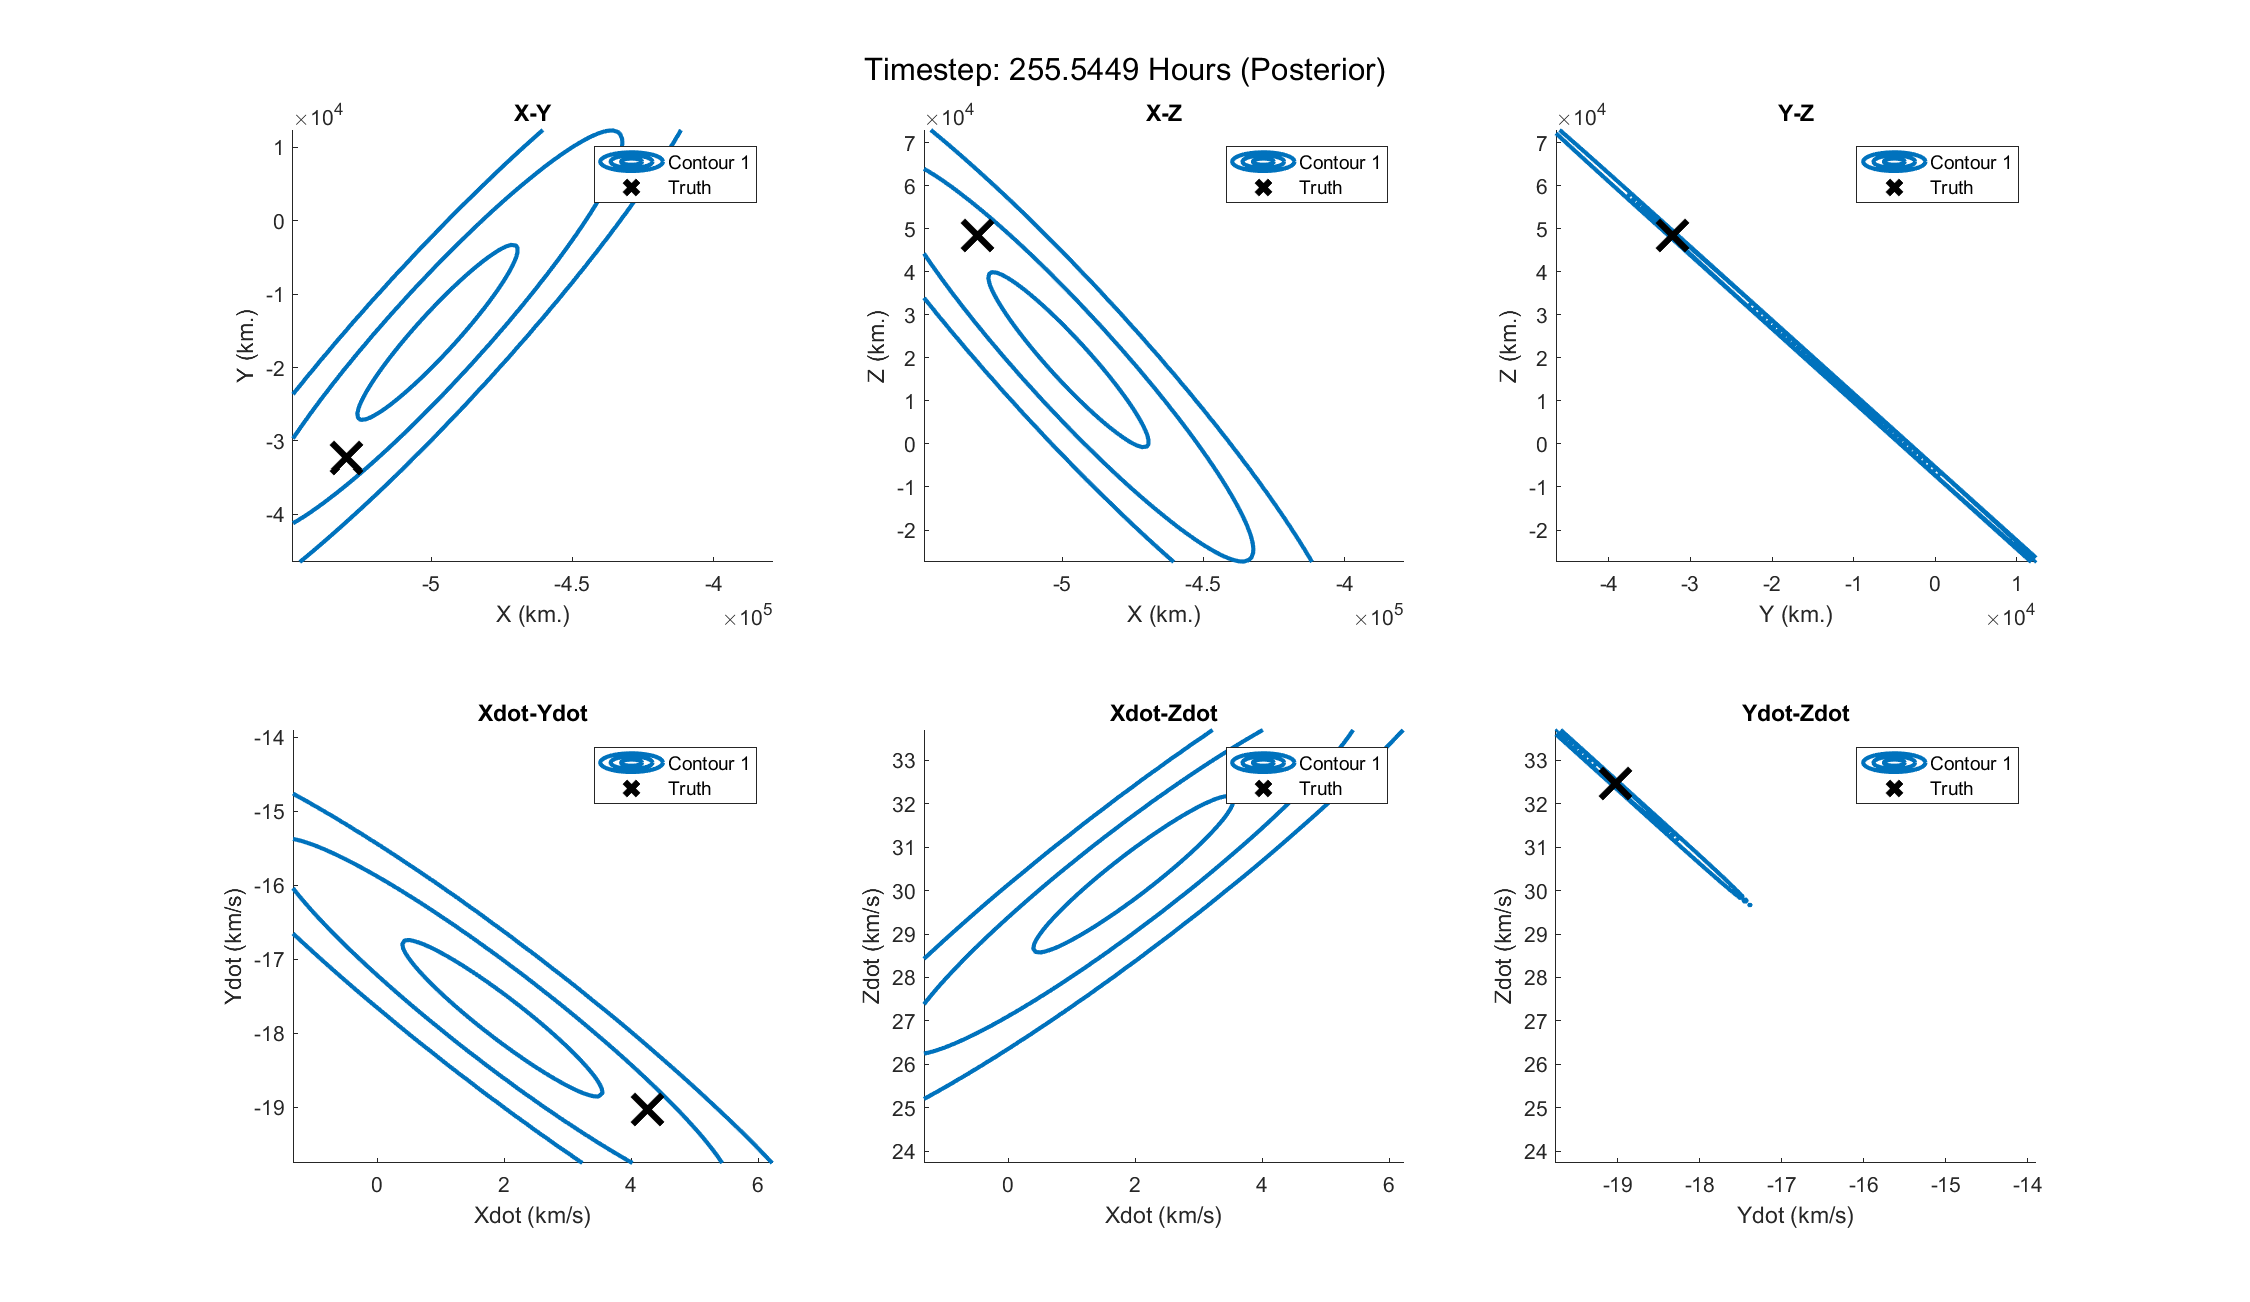 Timestep: 255.5449 Hours (Posterior)
X-Y
×10^4
1
0
-1
-2
-3
-4
Y (km.)
-5
-4.5
-4
X (km.)
×10^5
Contour 1
Truth
X-Z
×10^4
7
6
5
4
3
2
1
0
-1
-2
Z (km.)
-5
-4.5
-4
X (km.)
×10^5
Contour 1
Truth
Y-Z
×10^4
7
6
5
4
3
2
1
0
-1
-2
Z (km.)
-4
-3
-2
-1
0
1
Y (km.)
×10^4
Contour 1
Truth
Xdot-Ydot
-14
-15
-16
-17
-18
-19
Ydot (km/s)
0
2
4
6
Xdot (km/s)
Contour 1
Truth
Xdot-Zdot
33
32
31
30
29
28
27
26
25
24
Zdot (km/s)
0
2
4
6
Xdot (km/s)
Contour 1
Truth
Ydot-Zdot
33
32
31
30
29
28
27
26
25
24
Zdot (km/s)
-19
-18
-17
-16
-15
-14
Ydot (km/s)
Contour 1
Truth